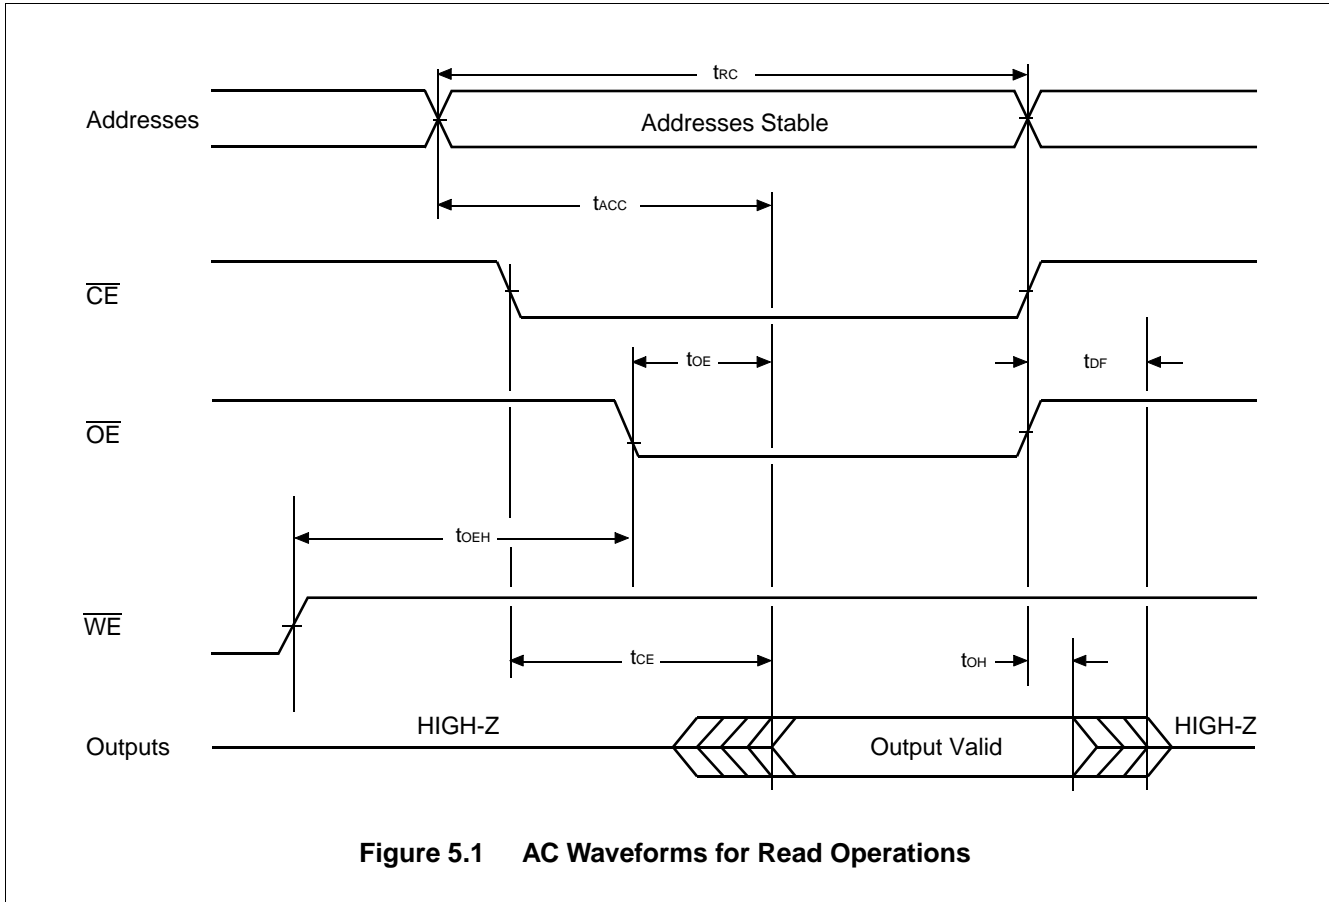 tRC
Addresses
Addresses Stable
tACC
CE
tOE
tDF
OE
tOEH
WE
tCE
tOH
HIGH-Z
HIGH-Z
Outputs
Output Valid
Figure 5.1 AC Waveforms for Read Operations